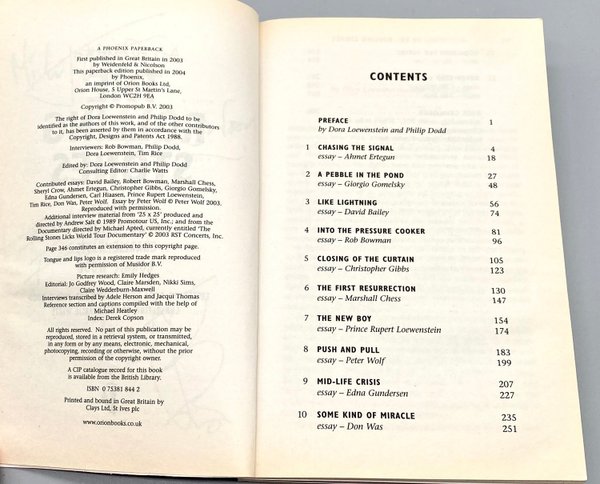 A PHOENIX PAPERBACK
First published in Great Britain in 2003
by Weidenfeld & Nicolson
This paperback edition published in 2004
by Phoenix,
an imprint of Orion Books Ltd,
Orion House, 5 Upper St Martin's Lane,
London WC2H 9EA
Copyright © Promopub B.V. 2003
The right of Dora Loewenstein and Philip Dodd to be
identified as the authors of this work, and of the other contributors
to it, has been asserted by them in accordance with the
Copyright, Designs and Patents Act 1988.
Interviewers: Rob Bowman, Philip Dodd,
Dora Loewenstein, Tim Rice
Edited by: Dora Loewenstein and Philip Dodd
Consulting Editor: Charlie Watts
Contributed essays: David Bailey, Robert Bowman, Marshall Chess,
Sheryl Crow, Ahmet Ertegun, Christopher Gibbs, Giorgio Gomelsky,
Edna Gundersen, Carl Hiaasen, Prince Rupert Loewenstein,
Tim Rice, Don Was, Peter Wolf. Essay by Peter Wolf © Peter Wolf 2003.
Reproduced with permission.
Additional interview material from '25 x 25' produced and
directed by Andrew Salt © 1989 Promotour US, Inc.; and from the
Documentary directed by Michael Apted, currently entitled 'The
Rolling Stones Licks World Tour Documentary' © 2003 RST Concerts, Inc.
Page 346 constitutes an extension to this copyright page.
Tongue and lips logo is a registered trade mark reproduced
with permission of Musidor B.V.
Picture research: Emily Hedges
Editorial: Jo Godfrey Wood, Claire Marsden, Nikki Sims,
Claire Wedderburn-Maxwell
Interviews transcribed by Adele Herson and Jacqui Thomas
Reference section and captions compiled with the help of
Michael Heatley
Index: Derek Copson
All rights reserved. No part of this publication may be
reproduced, stored in a retrieval system, or transmitted,
in any form or by any means, electronic, mechanical,
photocopying, recording or otherwise, without the prior
permission of the copyright owner.
A CIP catalogue record for this book
is available from the British Library.
ISBN 0 75381 844 2
Printed and bound in Great Britain by
Clays Ltd, St Ives plc
www.orionbooks.co.uk
CONTENTS
PREFACE 1
by Dora Loewenstein and Philip Dodd
1 CHASING THE SIGNAL 4
essay – Ahmet Ertegun 18
2 A PEBBLE IN THE POND 27
essay – Giorgio Gomelsky 48
3 LIKE LIGHTNING 56
essay – David Bailey 74
4 INTO THE PRESSURE COOKER 81
essay – Rob Bowman 96
5 CLOSING OF THE CURTAIN 105
essay – Christopher Gibbs 123
6 THE FIRST RESURRECTION 130
essay – Marshall Chess 147
7 THE NEW BOY 154
essay – Prince Rupert Loewenstein 174
8 PUSH AND PULL 183
essay – Peter Wolf 199
9 MID-LIFE CRISIS 207
essay – Edna Gundersen 227
10 SOME KIND OF MIRACLE 235
essay – Don Was 251